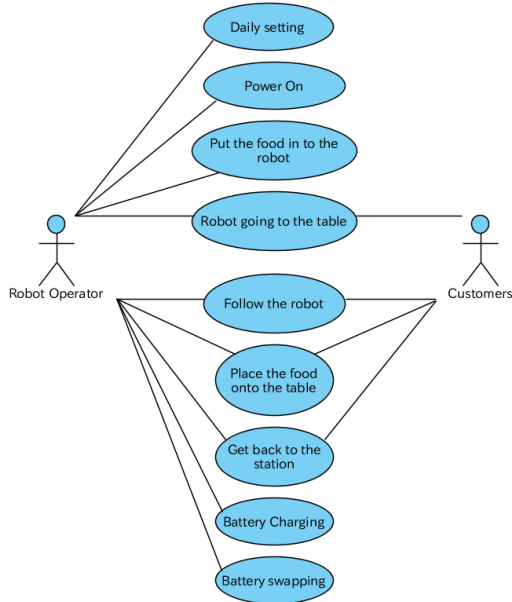 Daily setting
Power On
Put the food in to the
robot
Robot going to the table
Robot Operator
Customers
Follow the robot
Place the food
onto the table
Get back to the
station
Battery Charging
Battery swapping